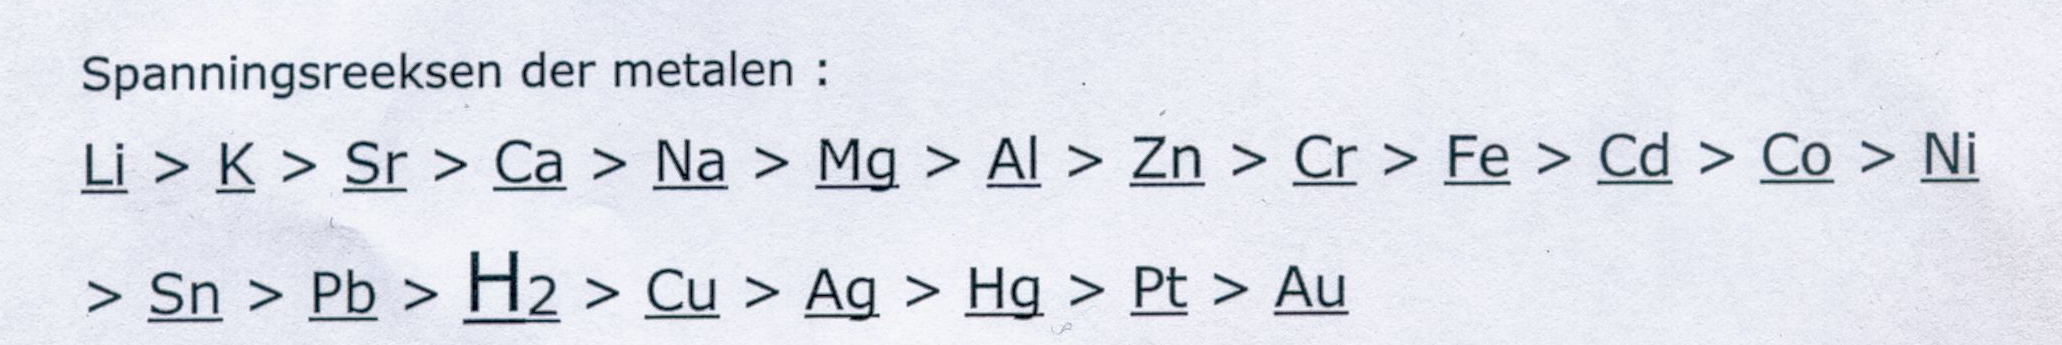 Spanningsreeksen der metalen :
Li > K > Sr > Ca > Na > Mg > Al > Zn > Cr > Fe > Cd > Co > Ni
> Sn > Pb > H2 > Cu > Ag > Hg > Pt > Au